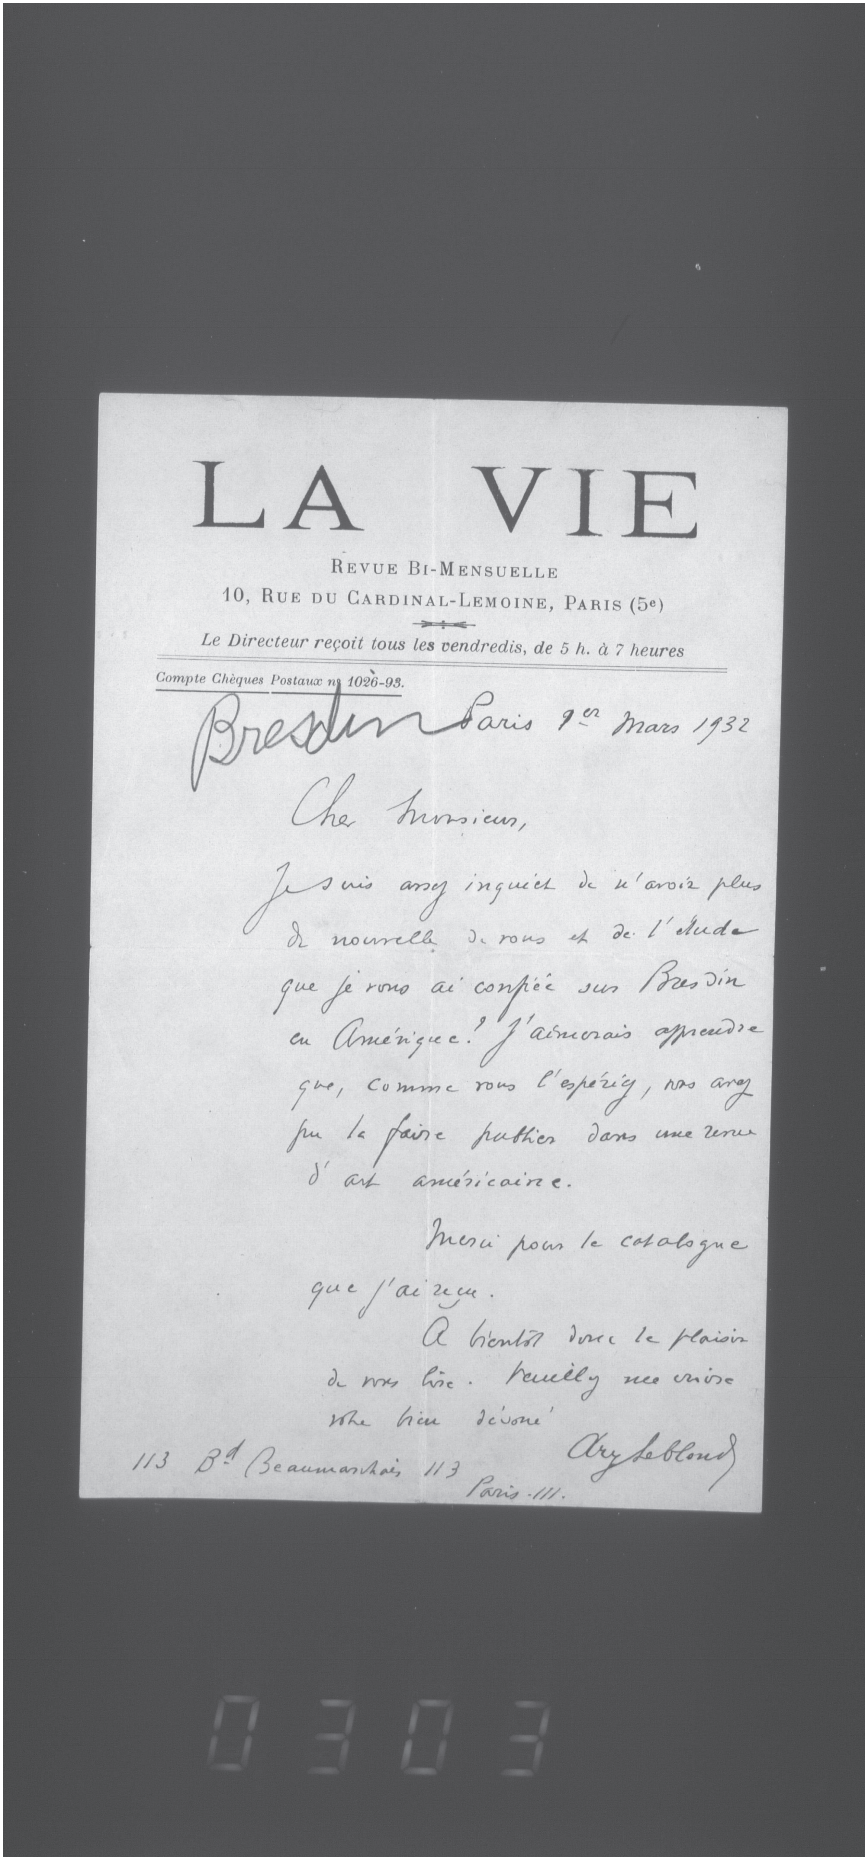 LA VIE
REVUE BI-MENSUELLE
10, RUE DU CARDINAL-LEMOINE, PARIS (5e)
Le Directeur reçoit tous les vendredis, de 5 h. à 7 heures
Compte Chèques Postaux nº 1026-93.
Bresdin
Paris 1er Mars 1932
Cher Monsieur,
Je suis assez inquiet de n'avoir plus
de nouvelle de vous et de l'étude
que je vous ai confiée sur Bresdin
en Amérique? J'aimerais apprendre
que, comme vous l'espériez, vous avez
pu la faire publier dans une revue
d'art américaine.
Merci pour le catalogue
que j'ai reçu.
A bientôt donc le plaisir
de vous lire. Veuillez me croire
votre bien dévoué
Ary Leblond
113 Bd Beaumarchais 113
Paris. III.
0303